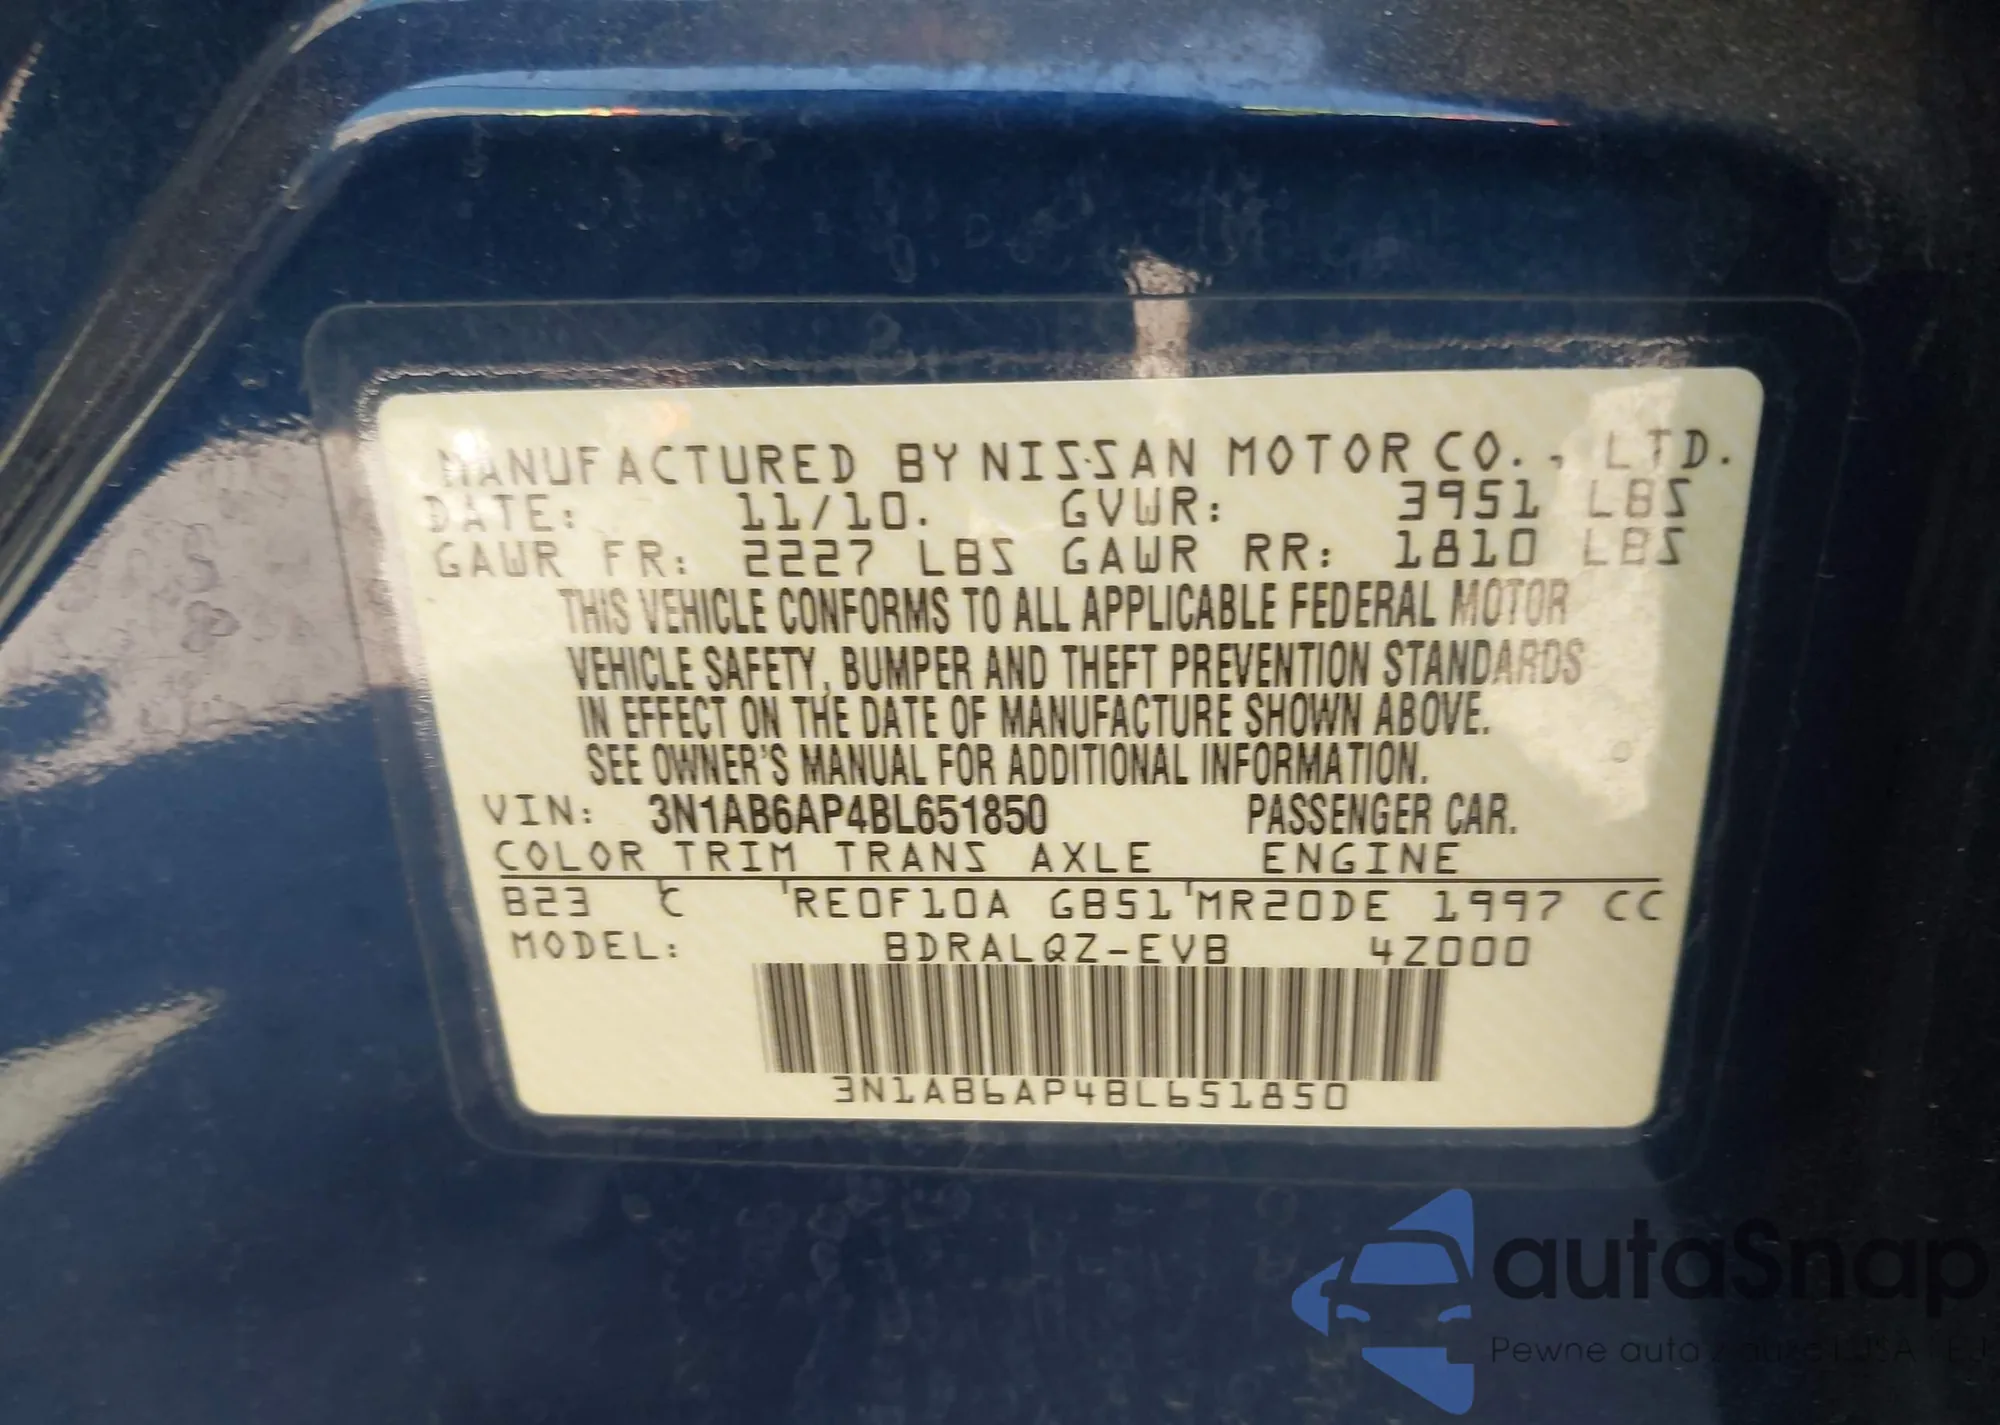 MANUFACTURED BY NISSAN MOTOR CO., LTD.
DATE: 11/10. GVWR: 3951 LBS
GAWR FR: 2227 LBS GAWR RR: 1810 LBS
THIS VEHICLE CONFORMS TO ALL APPLICABLE FEDERAL MOTOR
VEHICLE SAFETY, BUMPER AND THEFT PREVENTION STANDARDS
IN EFFECT ON THE DATE OF MANUFACTURE SHOWN ABOVE.
SEE OWNER'S MANUAL FOR ADDITIONAL INFORMATION.
VIN: 3N1AB6AP4BL651850 PASSENGER CAR.
COLOR TRIM TRANS AXLE ENGINE
B23 C RE0F10A GB51 MR20DE 1997 CC
MODEL: BDRALQZ-EVB 4Z000
3N1AB6AP4BL651850
autaSnap
Pewne auta z USA